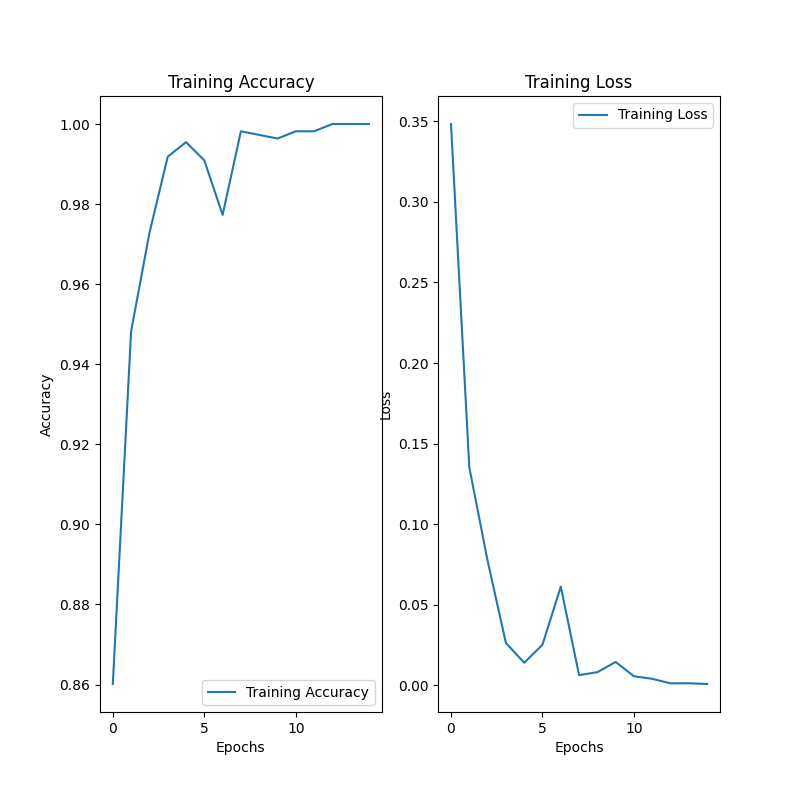 Training Accuracy
1.00
0.98
0.96
0.94
0.92
0.90
0.88
0.86
Accuracy
Training Accuracy
0 5 10
Epochs
Training Loss
Training Loss
0.35
0.30
0.25
0.20
0.15
0.10
0.05
0.00
Loss
0 5 10
Epochs